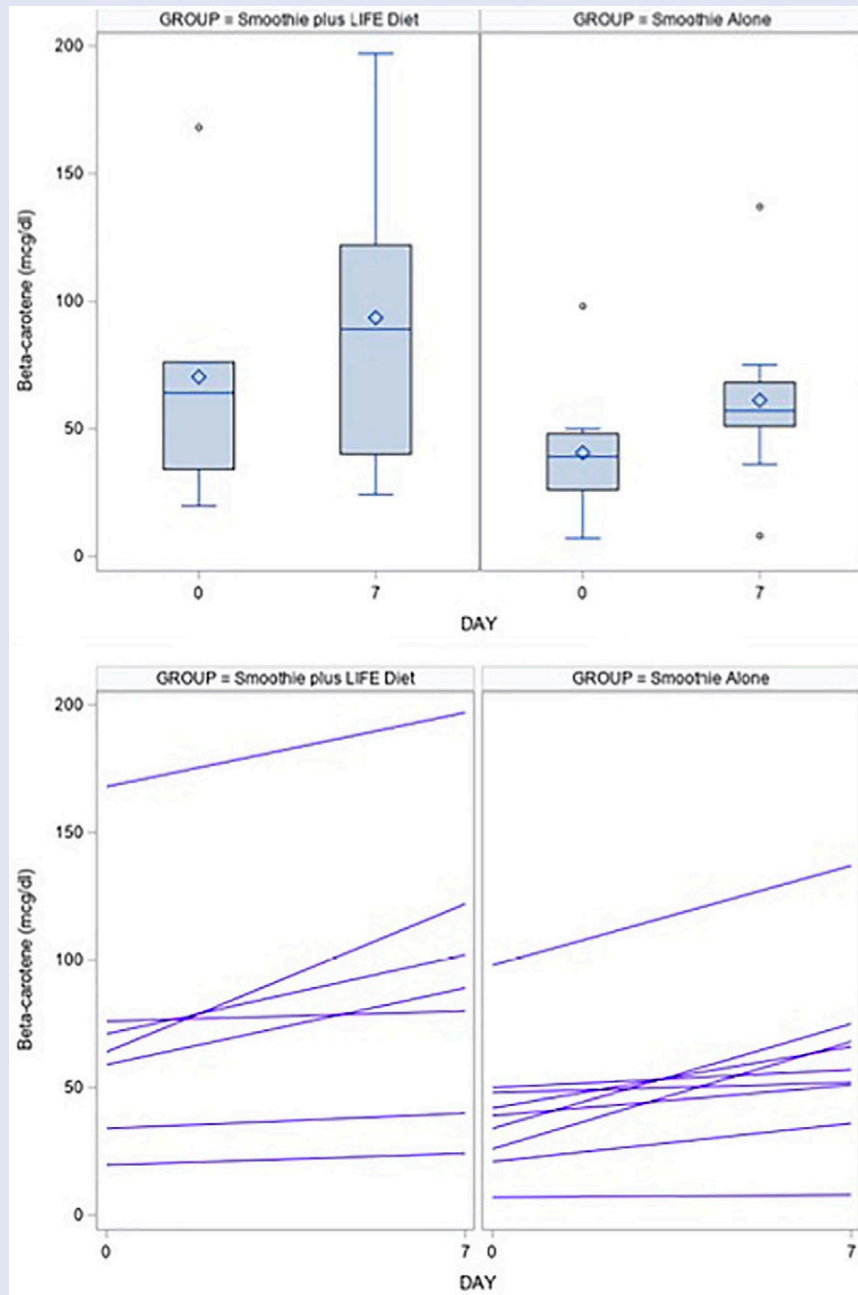 GROUP = Smoothie plus LIFE Diet GROUP = Smoothie Alone
200
150
100
50
0
Beta-carotene (mcg/dl)
0 7 0 7
DAY
GROUP = Smoothie plus LIFE Diet GROUP = Smoothie Alone
200
150
100
50
0
Beta-carotene (mcg/dl)
0 7 0 7
DAY